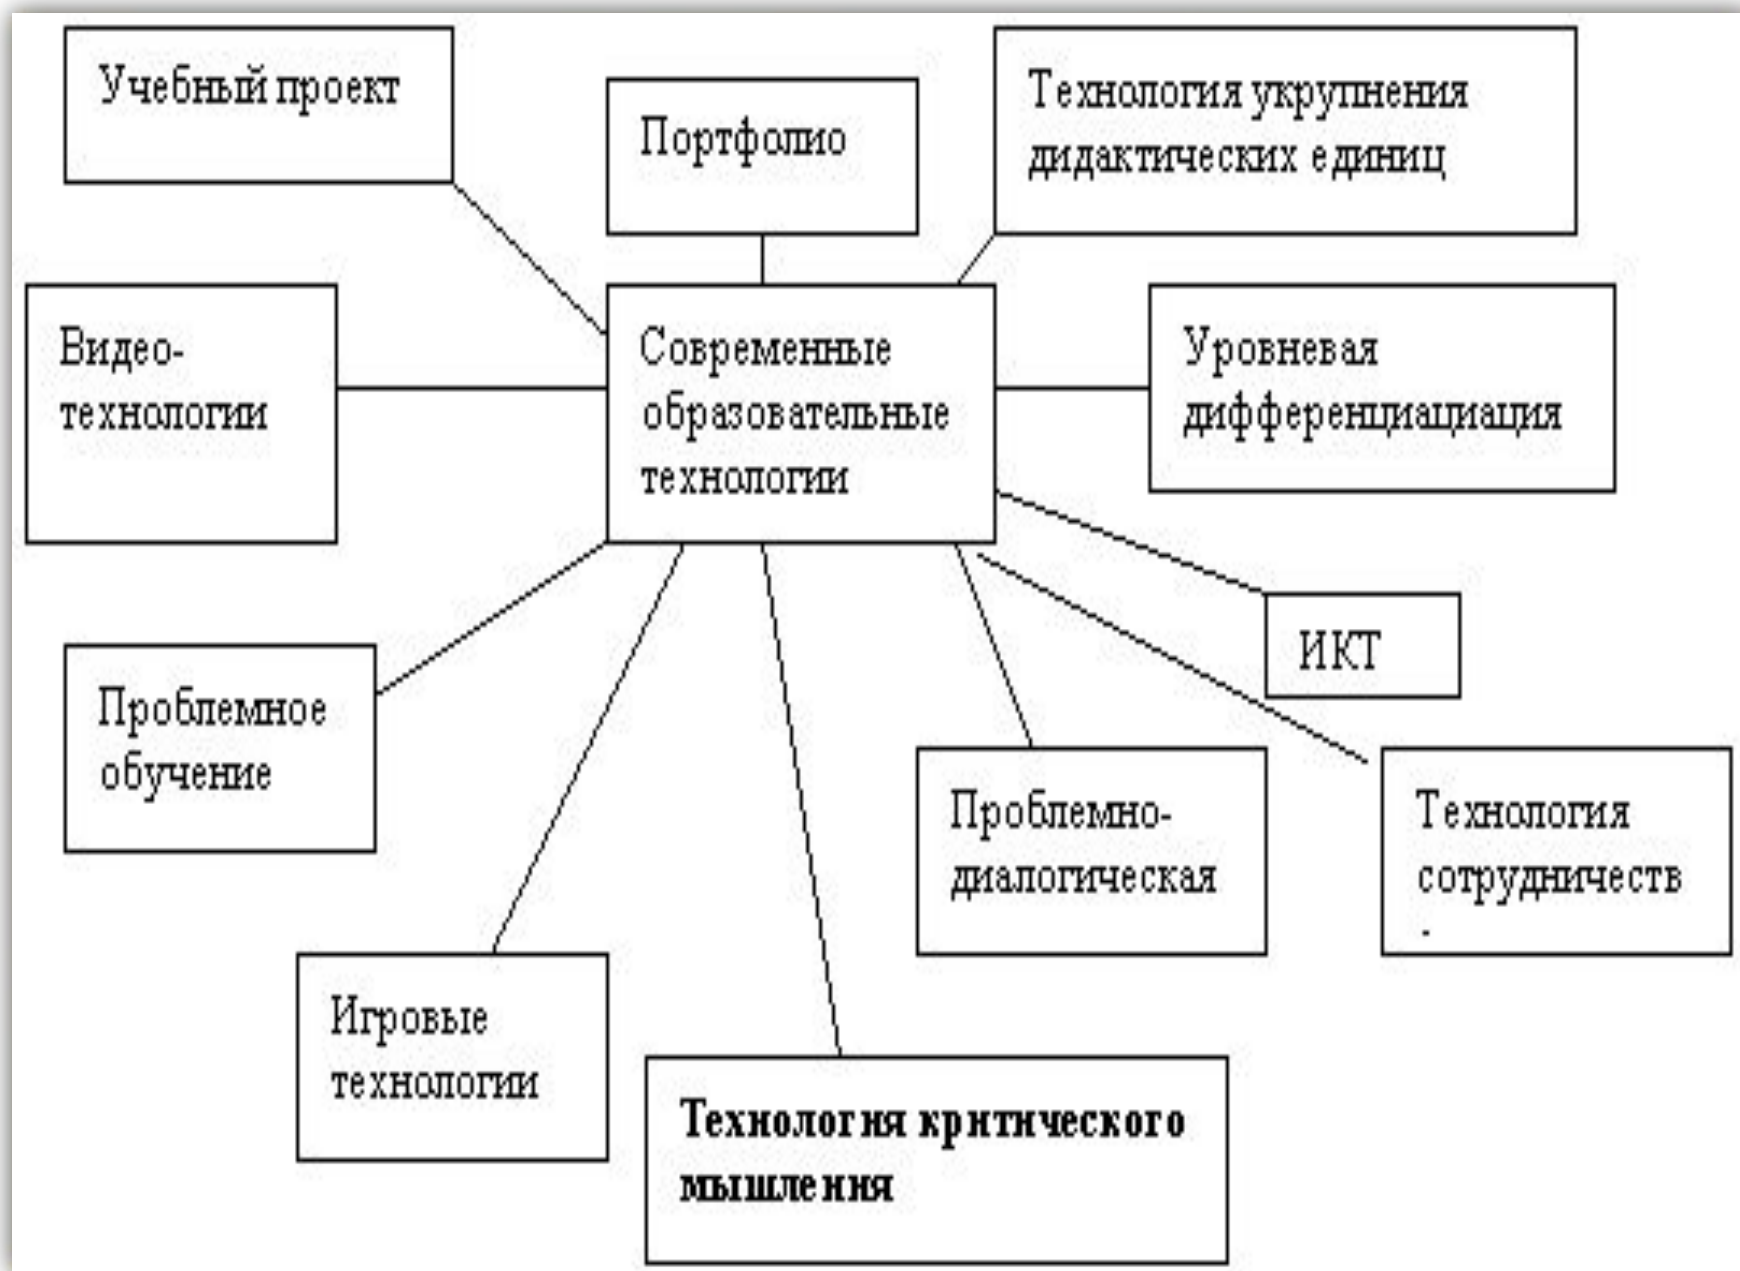 Учебный проект
Портфолио
Технология укрупнения
дидактических единиц
Видео-
технологии
Современные
образовательные
технологии
Уровневая
дифференциациация
ИКТ
Проблемное
обучение
Проблемно-
диалогическая
Технология
сотрудничеств
Игровые
технологии
Технология критического
мышления